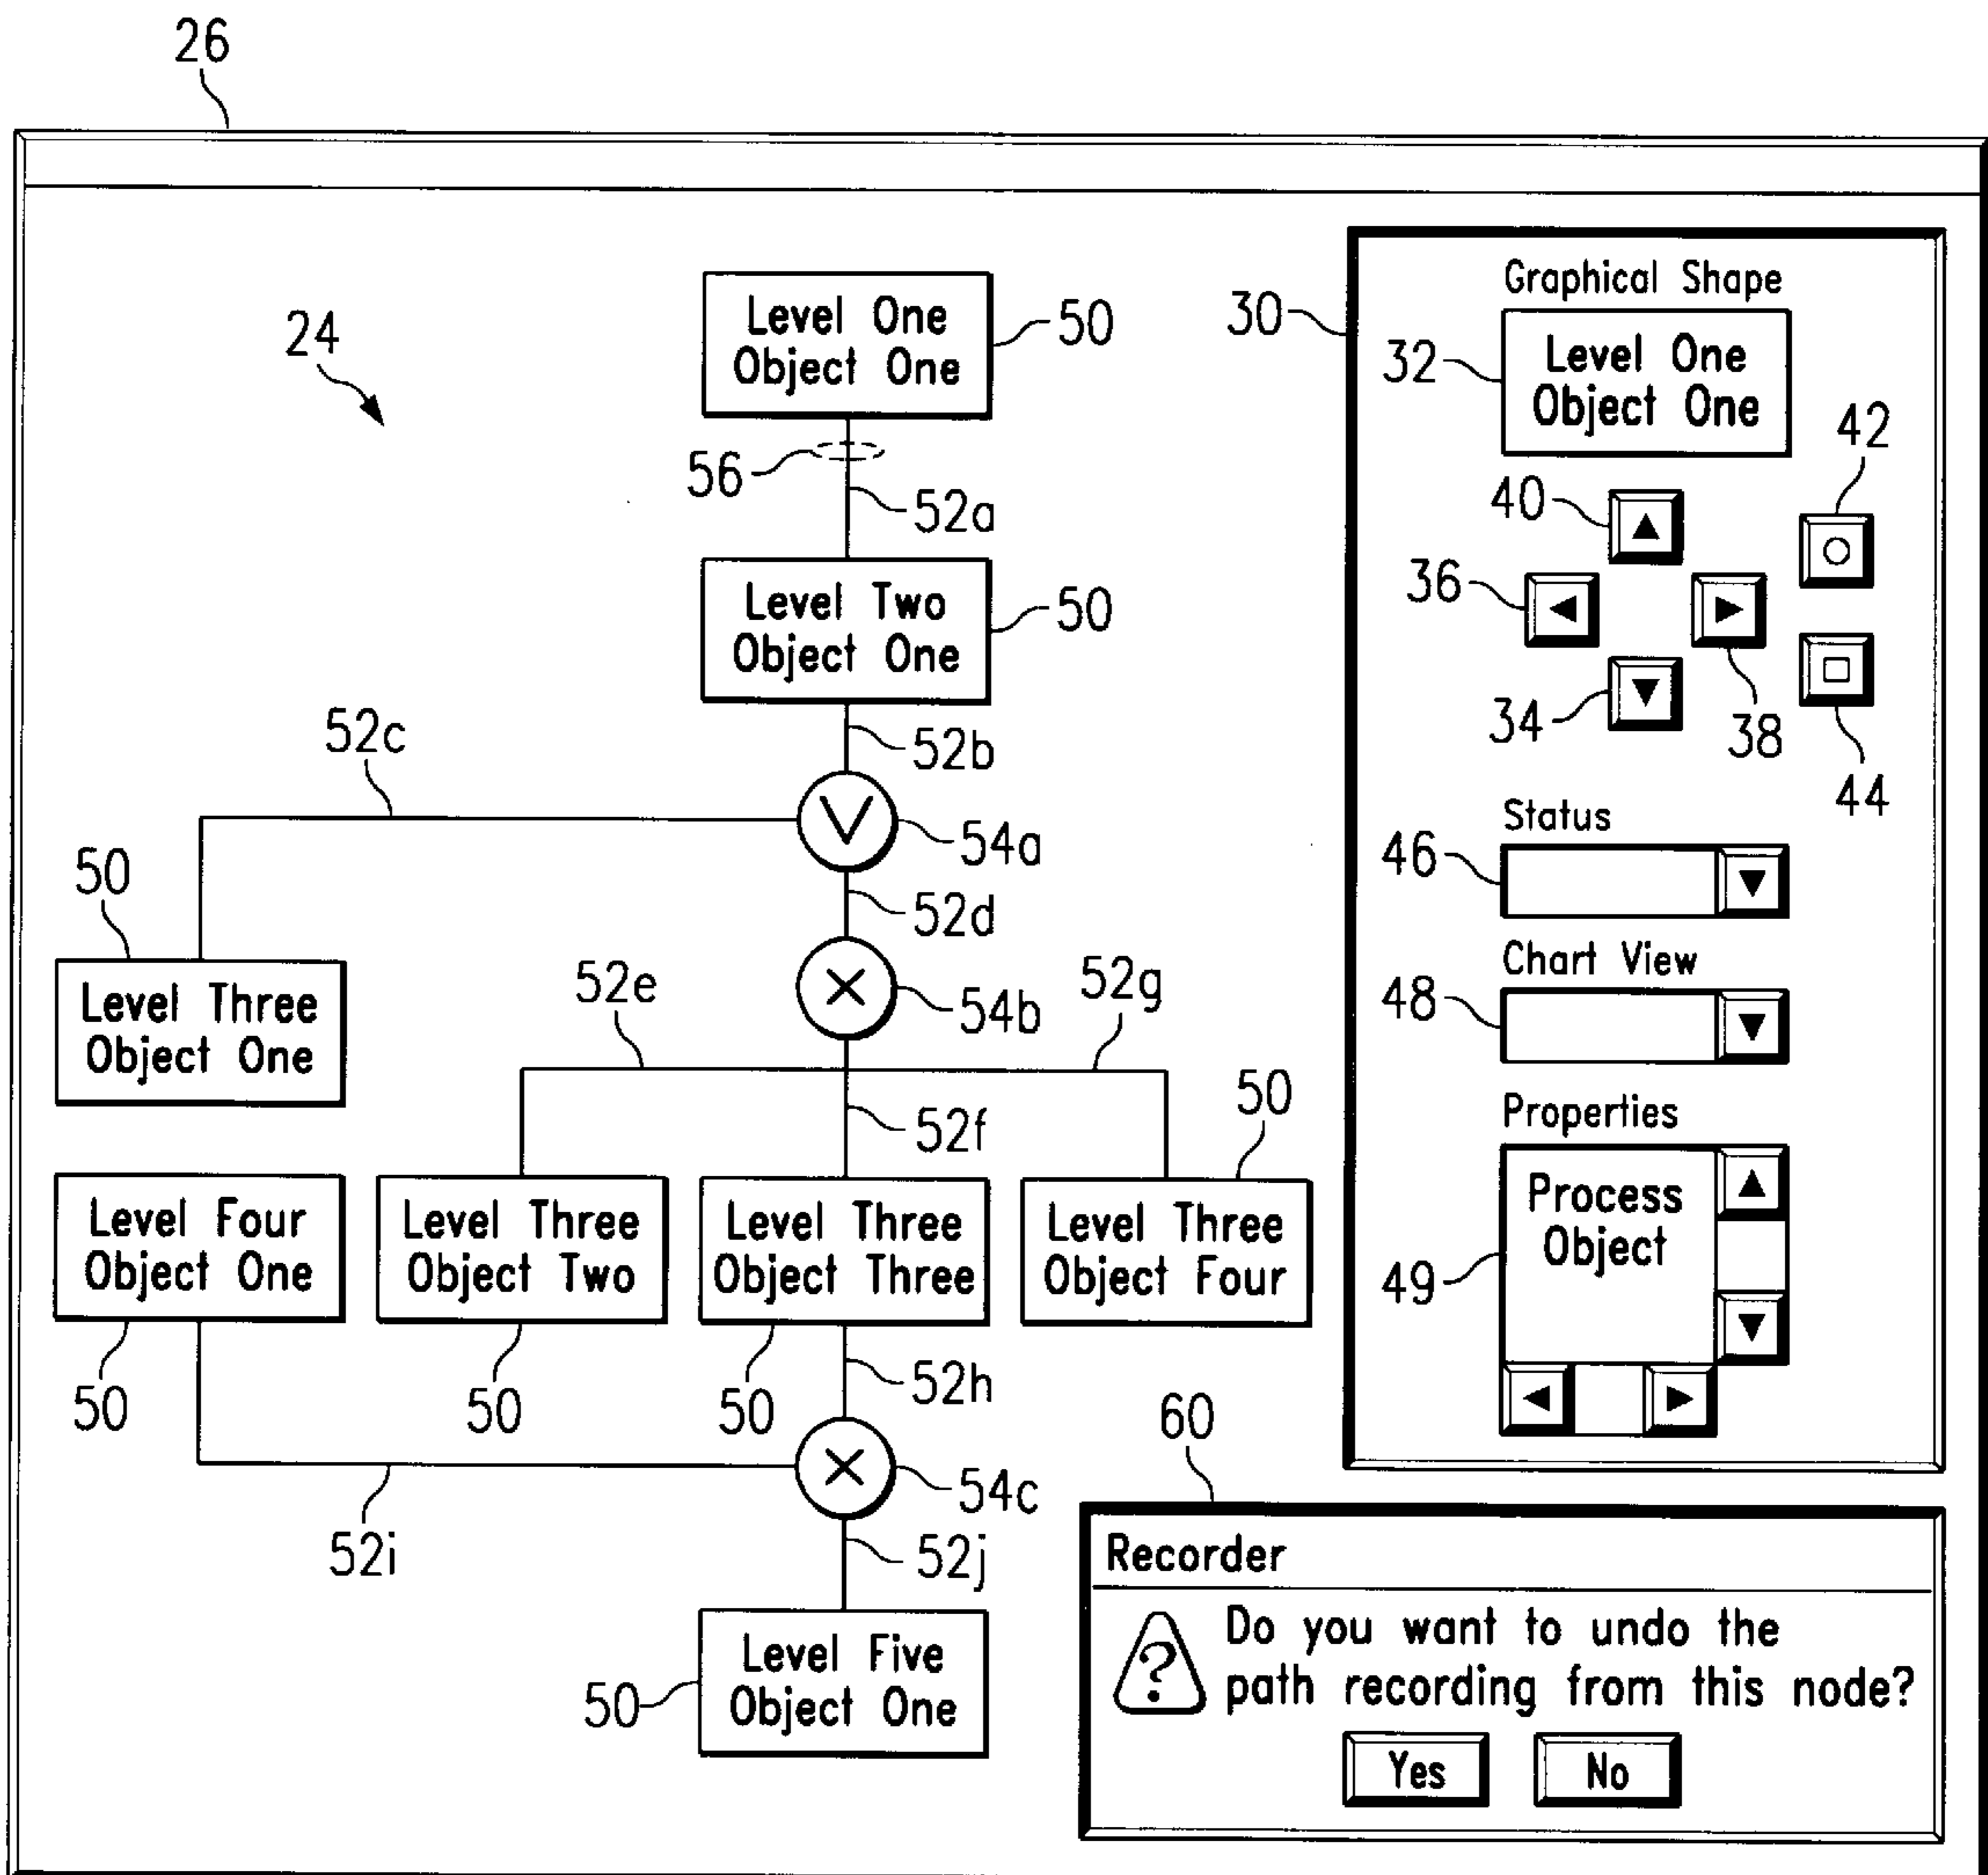 26
24
Level One
Object One
50
56
52a
Level Two
Object One
50
52b
52c
54a
52d
50
Level Three
Object One
54b
52e
52g
52f
50
Level Four
Object One
Level Three
Object Two
Level Three
Object Three
Level Three
Object Four
50
50
50
52h
54c
52i
52j
Level Five
Object One
50
30
Graphical Shape
32
Level One
Object One
42
40
36
34
38
44
Status
46
Chart View
48
Properties
Process
Object
49
60
Recorder
?
Do you want to undo the
path recording from this node?
Yes
No